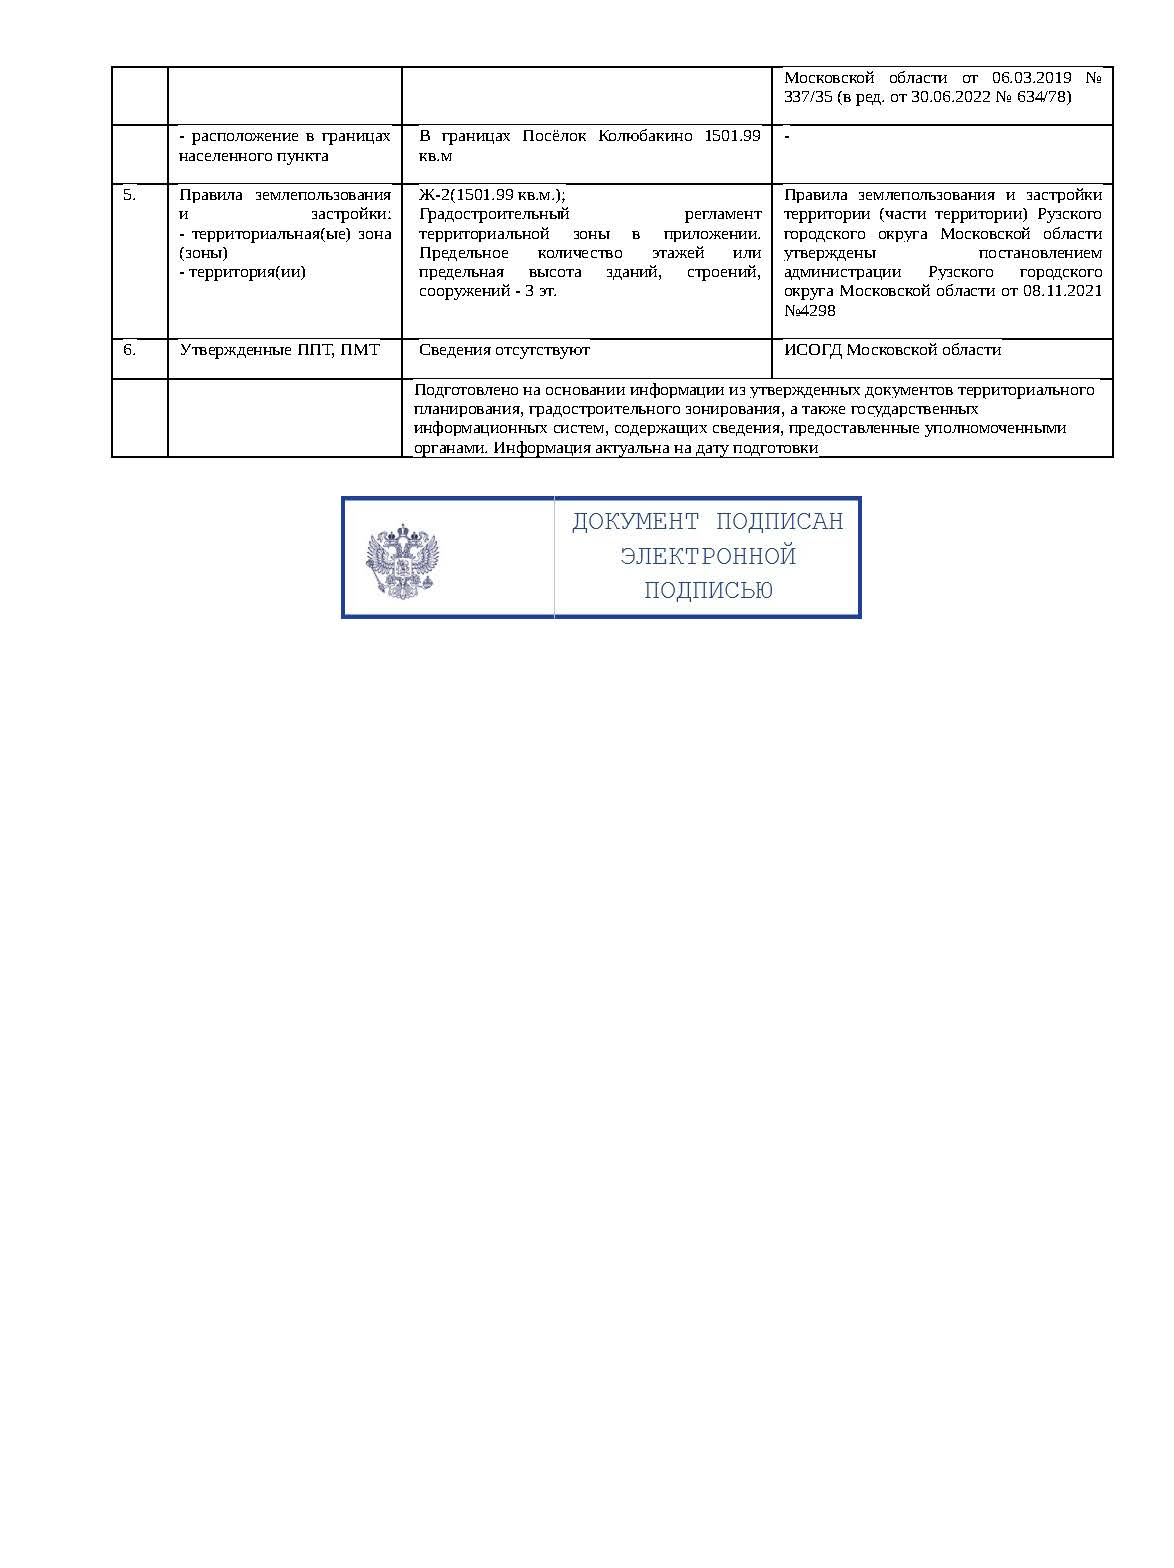 Московской области от 06.03.2019 №
337/35 (в ред. от 30.06.2022 № 634/78)
- расположение в границах
населенного пункта
В границах Посёлок Колюбакино 1501.99
кв.м
-
5.
Правила землепользования
и застройки:
- территориальная(ые) зона
(зоны)
- территория(ии)
Ж-2(1501.99 кв.м.);
Градостроительный регламент
территориальной зоны в приложении.
Предельное количество этажей или
предельная высота зданий, строений,
сооружений - 3 эт.
Правила землепользования и застройки
территории (части территории) Рузского
городского округа Московской области
утверждены постановлением
администрации Рузского городского
округа Московской области от 08.11.2021
№4298
6.
Утвержденные ППТ, ПМТ
Сведения отсутствуют
ИСОГД Московской области
Подготовлено на основании информации из утвержденных документов территориального
планирования, градостроительного зонирования, а также государственных
информационных систем, содержащих сведения, предоставленные уполномоченными
органами. Информация актуальна на дату подготовки
ДОКУМЕНТ ПОДПИСАН
ЭЛЕКТРОННОЙ
ПОДПИСЬЮ